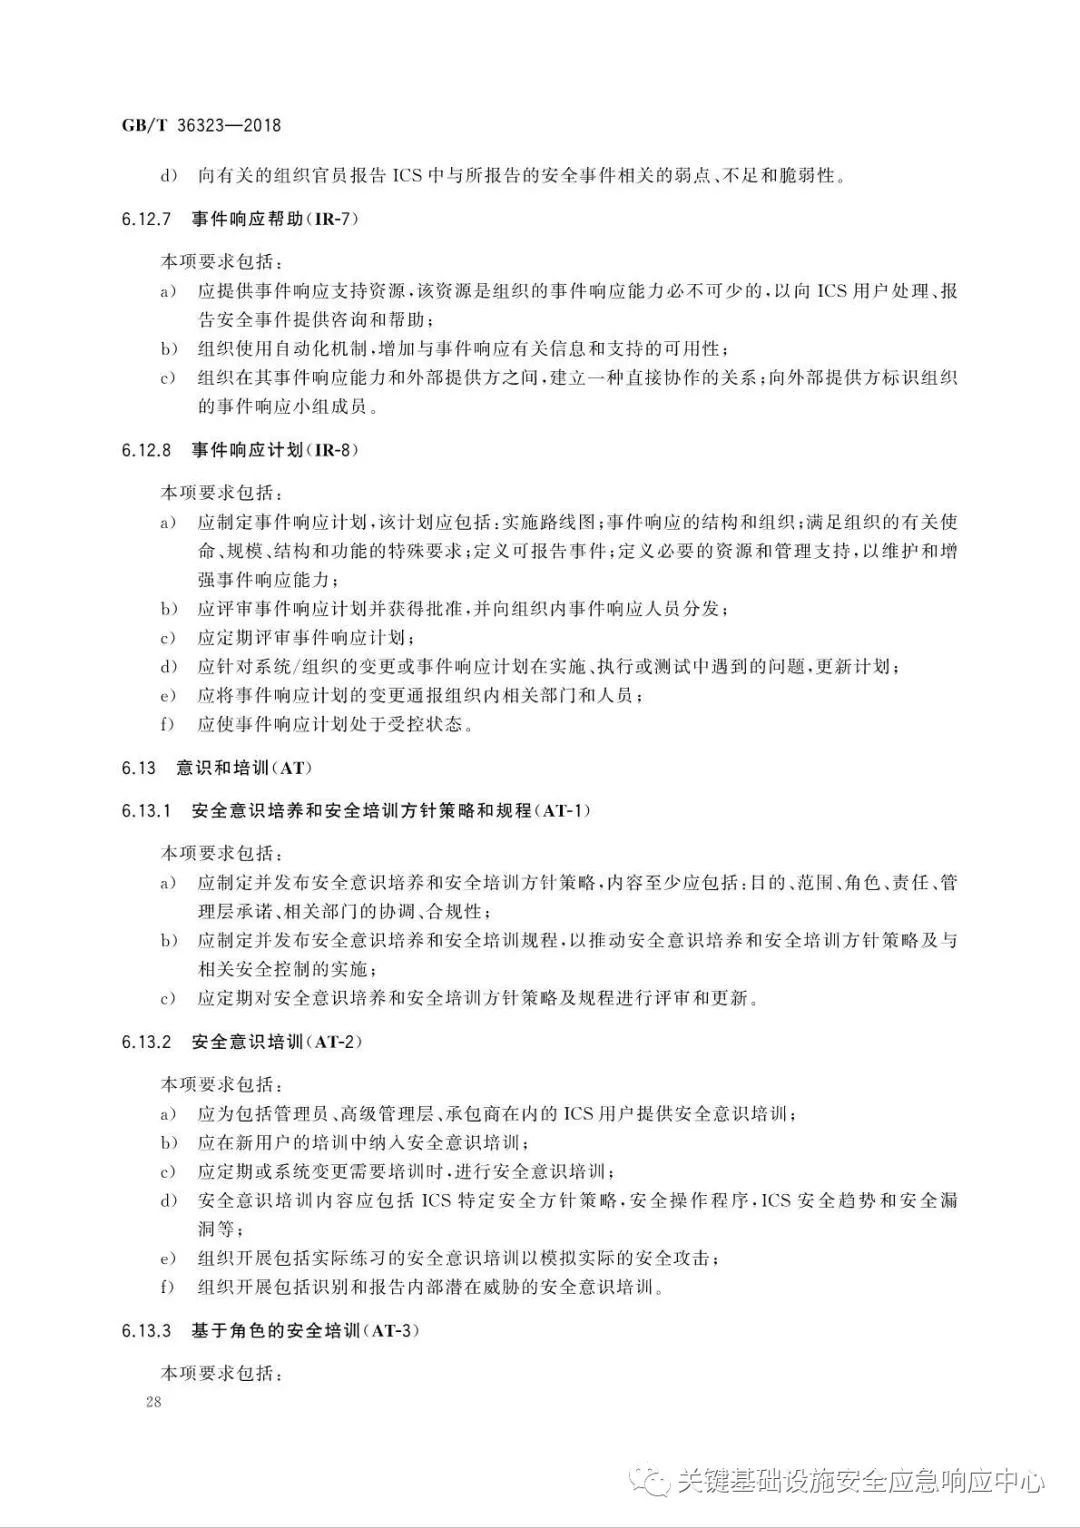 GB/T 36323—2018
d) 向有关的组织官员报告 ICS 中与所报告的安全事件相关的弱点、不足和脆弱性。
6.12.7 事件响应帮助(IR-7)
本项要求包括:
a) 应提供事件响应支持资源,该资源是组织的事件响应能力必不可少的,以向 ICS 用户处理、报
告安全事件提供咨询和帮助;
b) 组织使用自动化机制,增加与事件响应有关信息和支持的可用性;
c) 组织在其事件响应能力和外部提供方之间,建立一种直接协作的关系;向外部提供方标识组织
的事件响应小组成员。
6.12.8 事件响应计划(IR-8)
本项要求包括:
a) 应制定事件响应计划,该计划应包括:实施路线图;事件响应的结构和组织;满足组织的有关使
命、规模、结构和功能的特殊要求;定义可报告事件;定义必要的资源和管理支持,以维护和增
强事件响应能力;
b) 应评审事件响应计划并获得批准,并向组织内事件响应人员分发;
c) 应定期评审事件响应计划;
d) 应针对系统/组织的变更或事件响应计划在实施、执行或测试中遇到的问题,更新计划;
e) 应将事件响应计划的变更通报组织内相关部门和人员;
f) 应使事件响应计划处于受控状态。
6.13 意识和培训(AT)
6.13.1 安全意识培养和安全培训方针策略和规程(AT-1)
本项要求包括:
a) 应制定并发布安全意识培养和安全培训方针策略,内容至少应包括:目的、范围、角色、责任、管
理层承诺、相关部门的协调、合规性;
b) 应制定并发布安全意识培养和安全培训规程,以推动安全意识培养和安全培训方针策略及与
相关安全控制的实施;
c) 应定期对安全意识培养和安全培训方针策略及规程进行评审和更新。
6.13.2 安全意识培训(AT-2)
本项要求包括:
a) 应为包括管理员、高级管理层、承包商在内的 ICS 用户提供安全意识培训;
b) 应在新用户的培训中纳入安全意识培训;
c) 应定期或系统变更需要培训时,进行安全意识培训;
d) 安全意识培训内容应包括 ICS 特定安全方针策略,安全操作程序,ICS 安全趋势和安全漏
洞等;
e) 组织开展包括实际练习的安全意识培训以模拟实际的安全攻击;
f) 组织开展包括识别和报告内部潜在威胁的安全意识培训。
6.13.3 基于角色的安全培训(AT-3)
本项要求包括:
28
关键基础设施安全应急响应中心